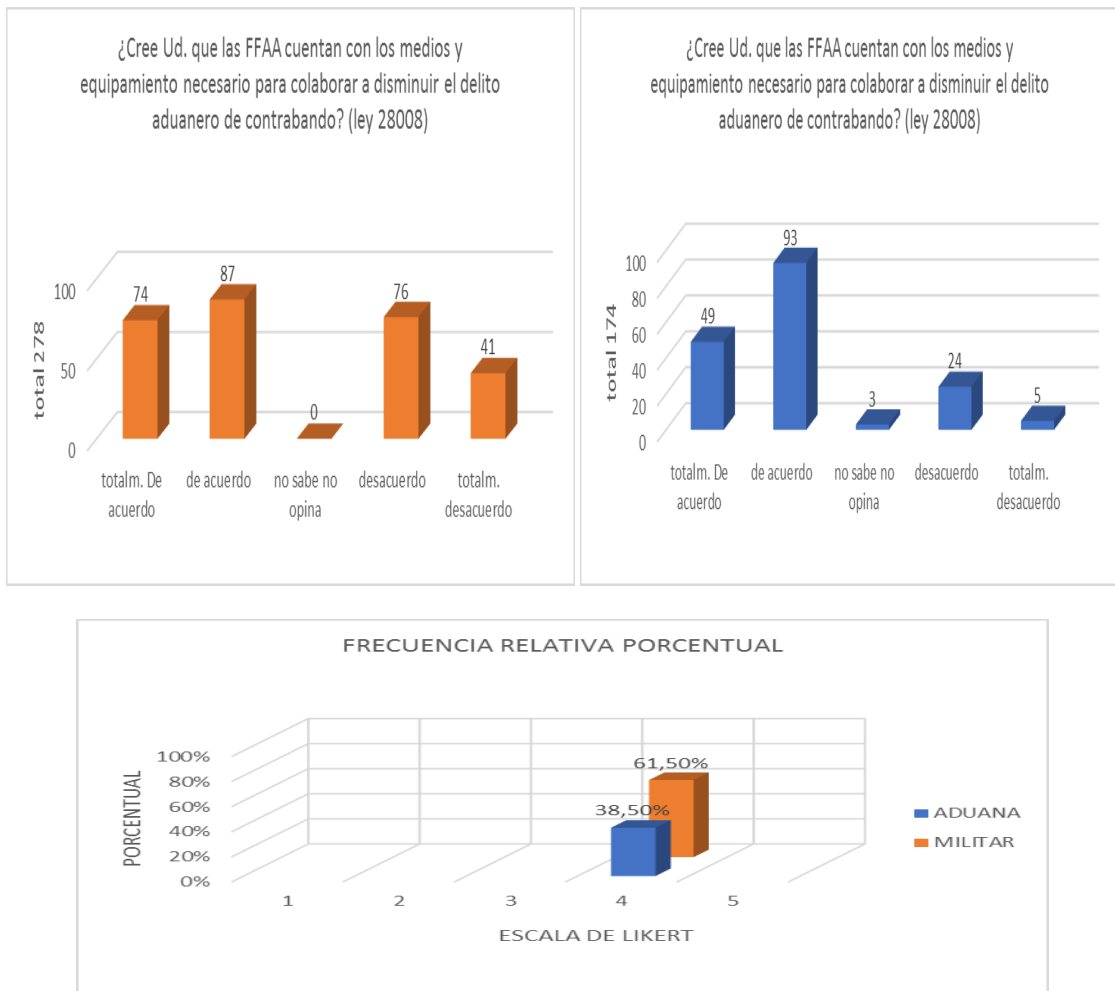 ¿Cree Ud. que las FFAA cuentan con los medios y
equipamiento necesario para colaborar a disminuir el delito
aduanero de contrabando? (ley 28008)
total 278
100
50
0
74
87
0
76
41
totalm. De
acuerdo
de acuerdo
no sabe no
opina
desacuerdo
totalm.
desacuerdo
¿Cree Ud. que las FFAA cuentan con los medios y
equipamiento necesario para colaborar a disminuir el delito
aduanero de contrabando? (ley 28008)
total 174
100
80
60
40
20
0
49
93
3
24
5
totalm. De
acuerdo
de acuerdo
no sabe no
opina
desacuerdo
totalm.
desacuerdo
FRECUENCIA RELATIVA PORCENTUAL
PORCENTUAL
100%
80%
60%
40%
20%
0%
61,50%
38,50%
1
2
3
4
5
ESCALA DE LIKERT
ADUANA
MILITAR